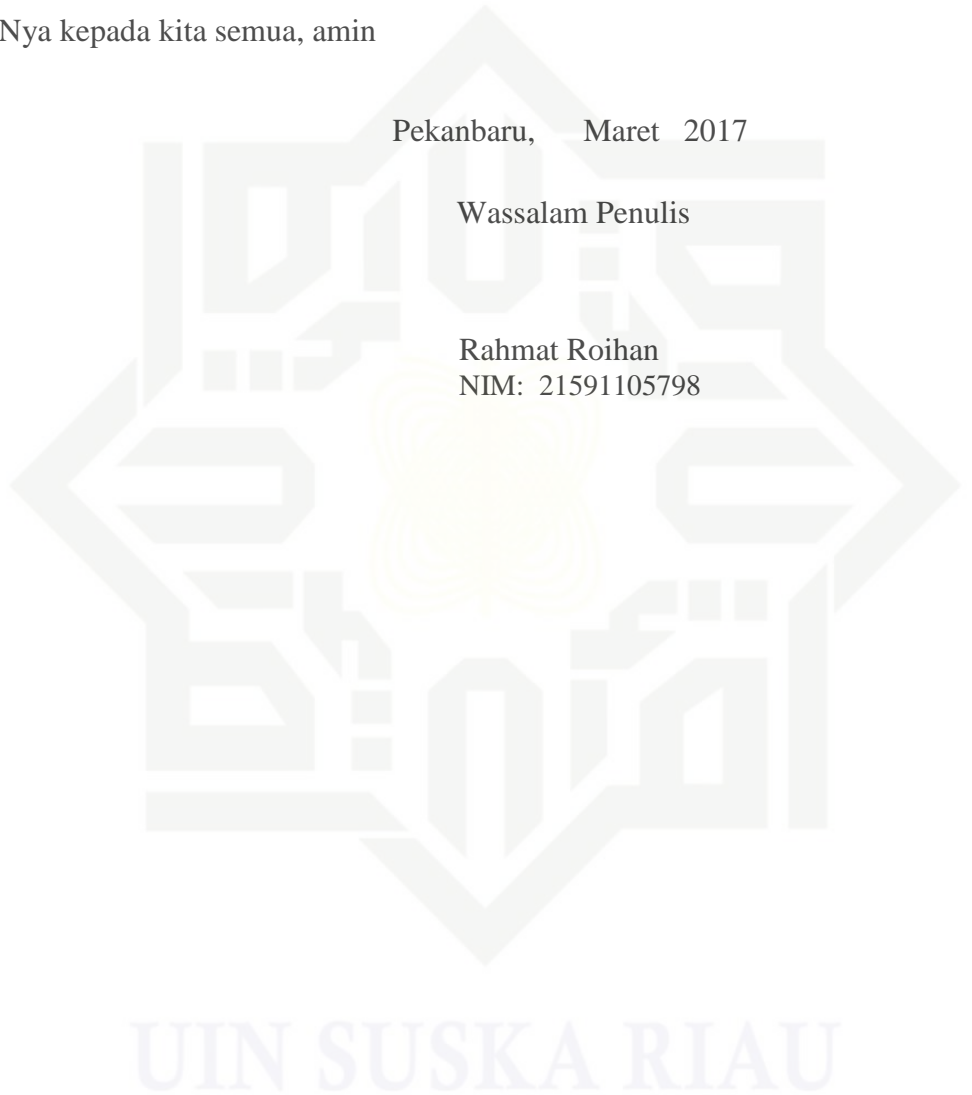 Nya kepada kita semua, amin
Pekanbaru, Maret 2017
Wassalam Penulis
Rahmat Roihan
NIM: 21591105798
UIN SUSKA RIAU